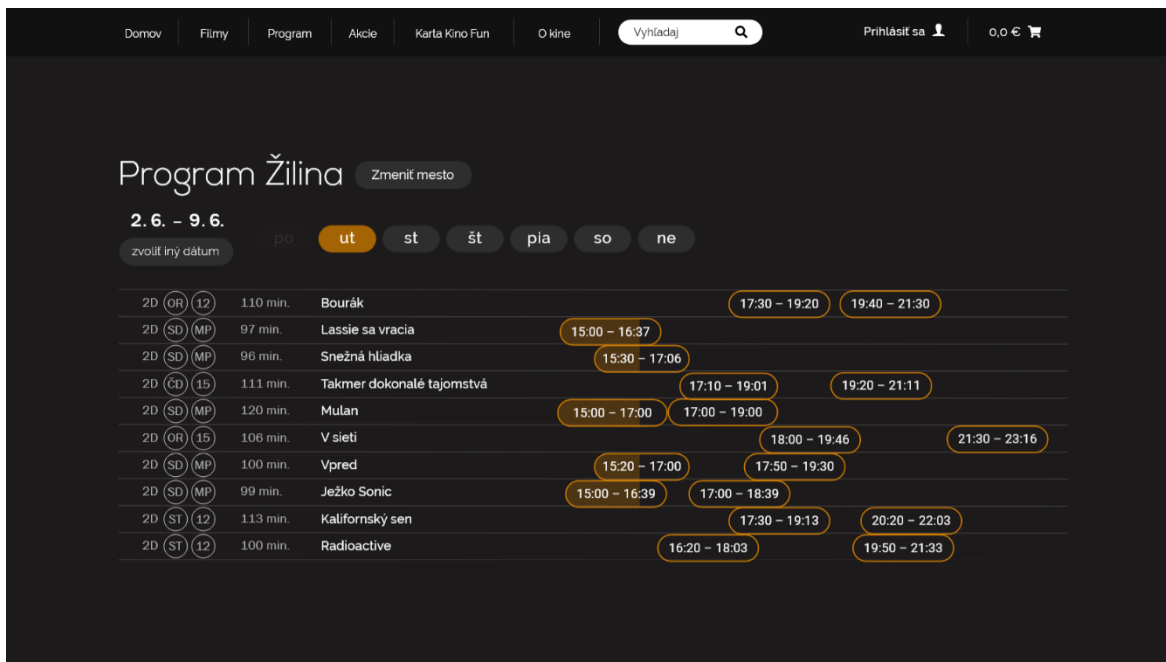 Domov Filmy Program Akcie Karta Kino Fun O kine Vyhľadaj Prihlásiť sa 0,0 €
Program Žilina Zmeniť mesto
2. 6. – 9. 6.
zvoliť iný dátum
po ut st št pia so ne
2D OR 12 110 min. Bourák 17:30 – 19:20 19:40 – 21:30
2D SD MP 97 min. Lassie sa vracia 15:00 – 16:37
2D SD MP 96 min. Snežná hliadka 15:30 – 17:06
2D ČD 15 111 min. Takmer dokonalé tajomstvá 17:10 – 19:01 19:20 – 21:11
2D SD MP 120 min. Mulan 15:00 – 17:00 17:00 – 19:00
2D OR 15 106 min. V sieti 18:00 – 19:46 21:30 – 23:16
2D SD MP 100 min. Vpred 15:20 – 17:00 17:50 – 19:30
2D SD MP 99 min. Ježko Sonic 15:00 – 16:39 17:00 – 18:39
2D ST 12 113 min. Kalifornský sen 17:30 – 19:13 20:20 – 22:03
2D ST 12 100 min. Radioactive 16:20 – 18:03 19:50 – 21:33